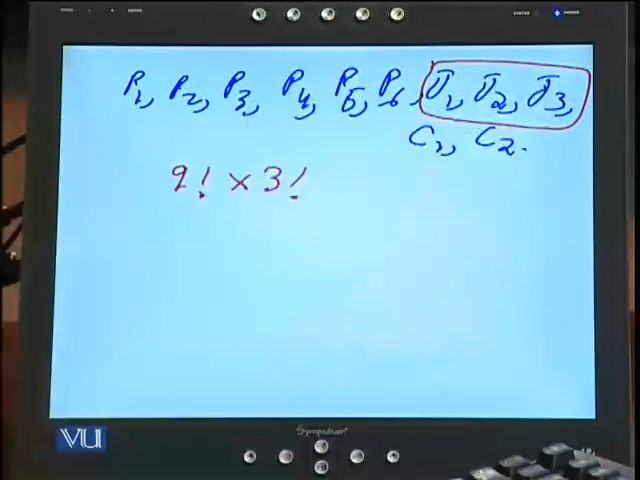 P1, P2, P3, P4, P5, P6, J1, J2, J3,
C1, C2.
9! × 3!
Sympodium
VU